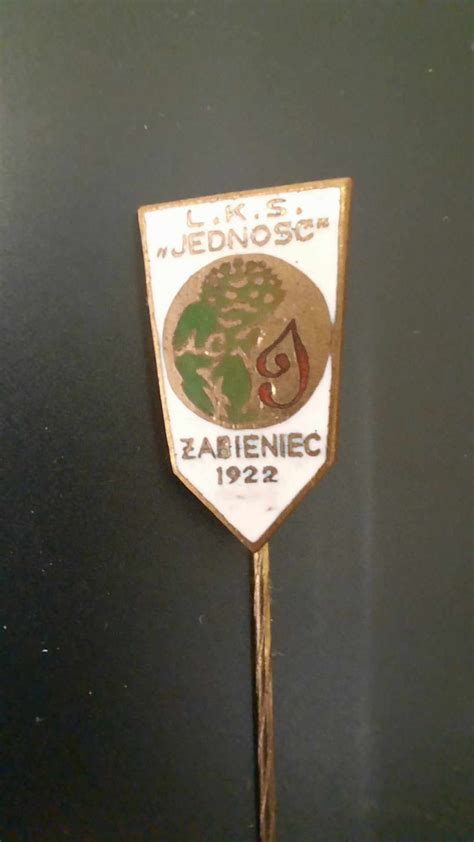 L.K.S.
„JEDNOŚĆ"
J
ŻABIENIEC
1922